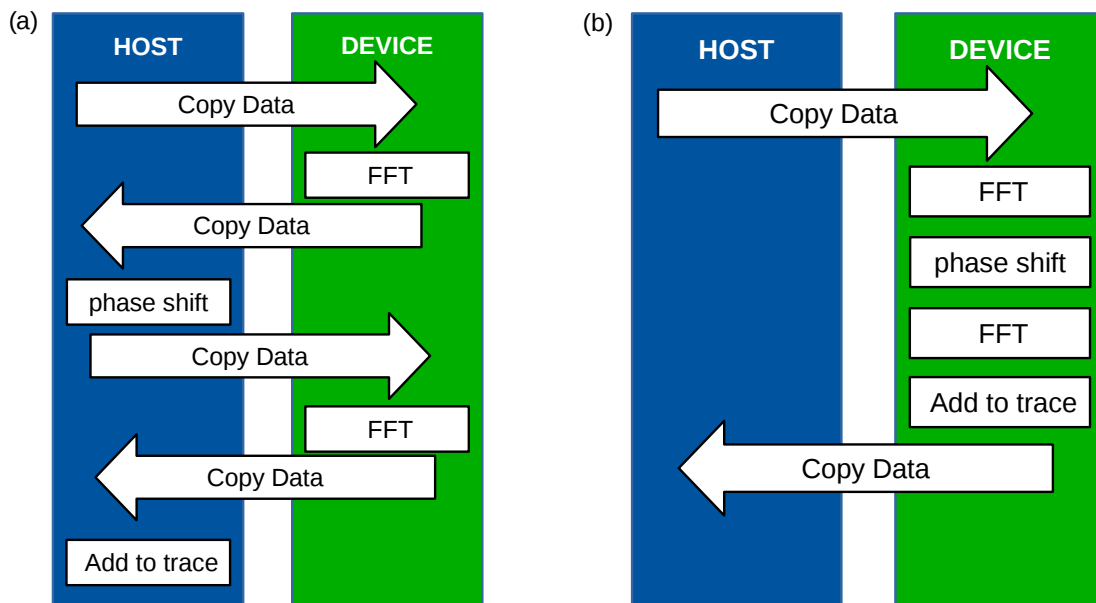 (a)
HOST
DEVICE
Copy Data
FFT
Copy Data
phase shift
Copy Data
FFT
Copy Data
Add to trace
(b)
HOST
DEVICE
Copy Data
FFT
phase shift
FFT
Add to trace
Copy Data